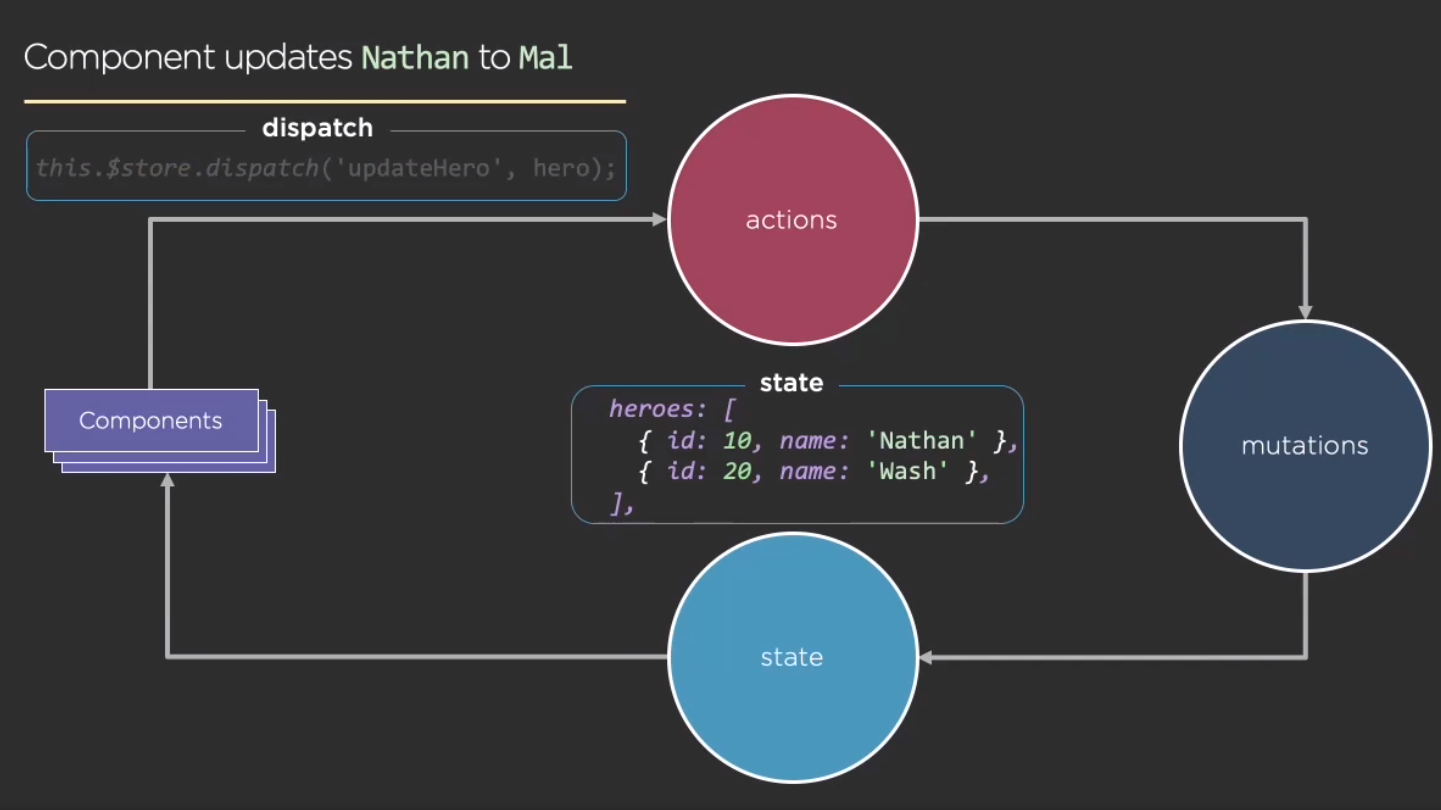 Component updates Nathan to Mal
dispatch
this.$store.dispatch('updateHero', hero);
actions
state
heroes: [
{ id: 10, name: 'Nathan' },
{ id: 20, name: 'Wash' },
],
Components
mutations
state